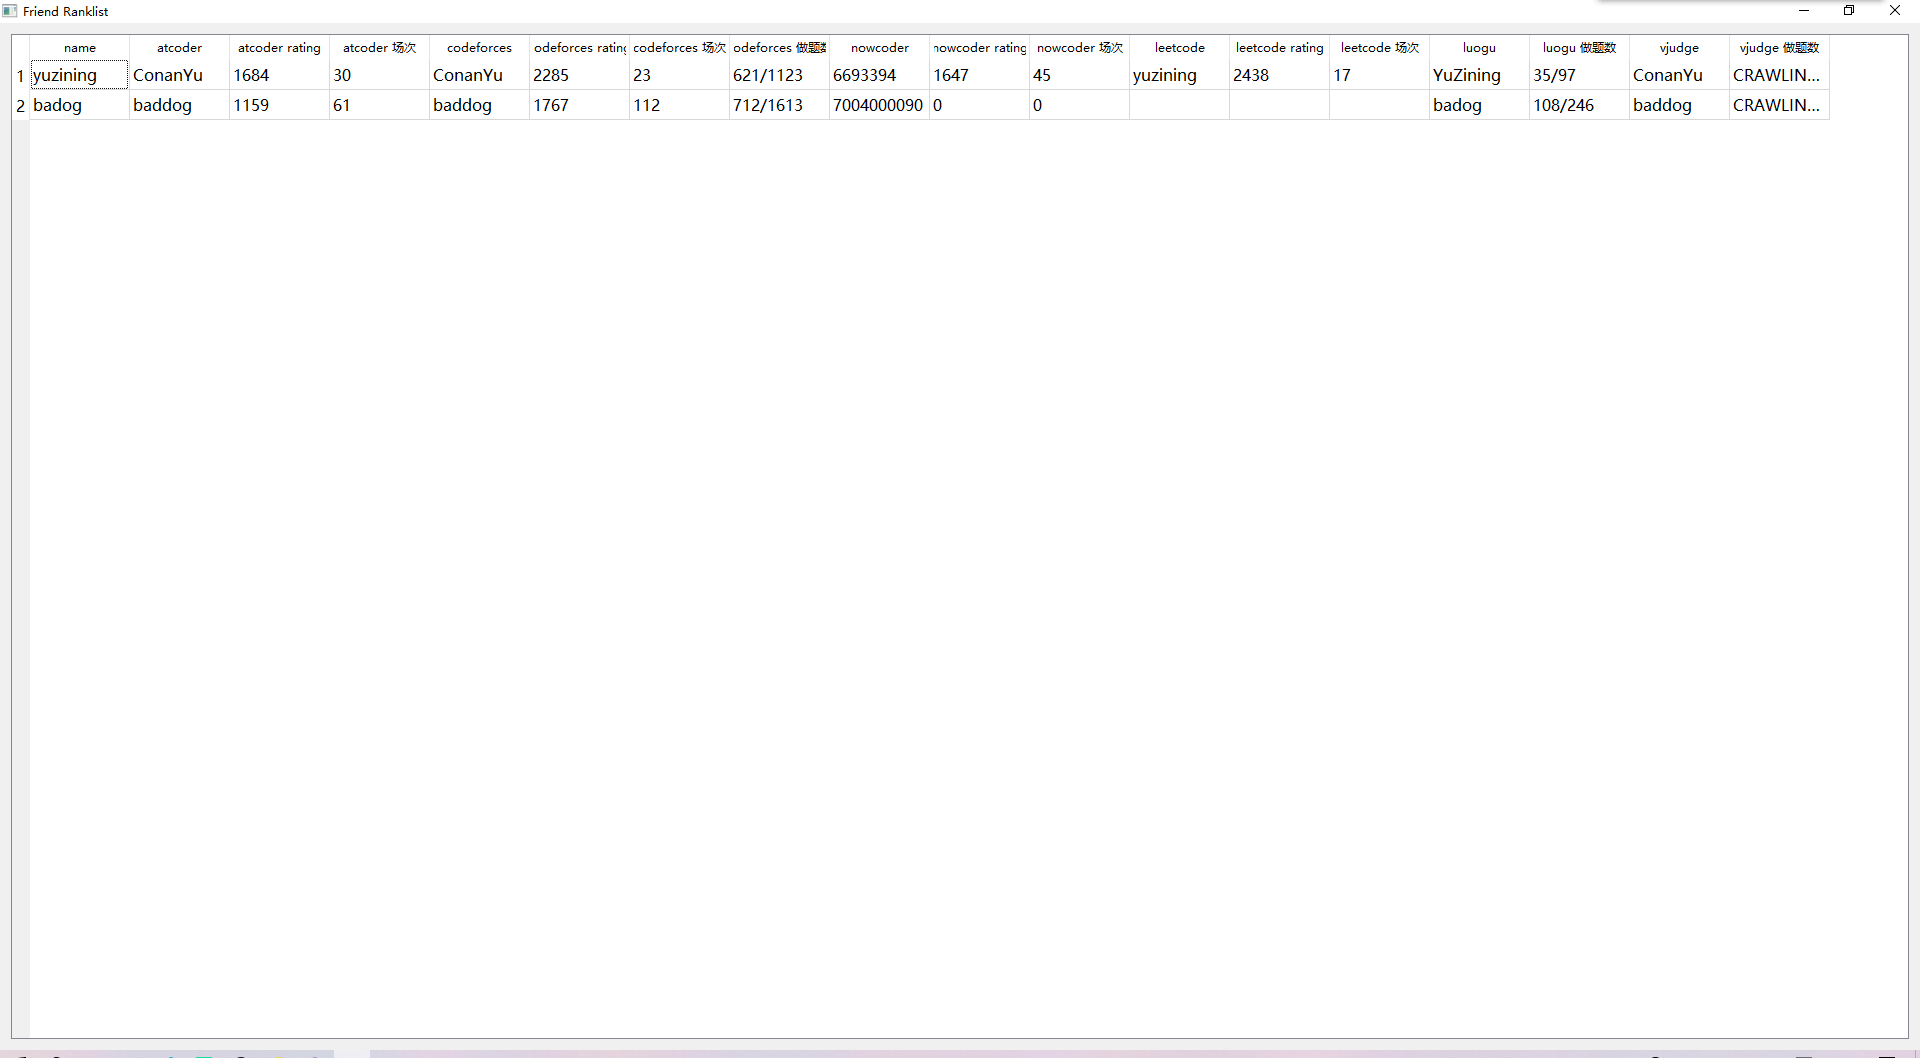 Friend Ranklist
name atcoder atcoder rating atcoder 场次 codeforces odeforces rating codeforces 场次 odeforces 做题数 nowcoder nowcoder rating nowcoder 场次 leetcode leetcode rating leetcode 场次 luogu luogu 做题数 vjudge vjudge 做题数
1 yuzining ConanYu 1684 30 ConanYu 2285 23 621/1123 6693394 1647 45 yuzining 2438 17 YuZining 35/97 ConanYu CRAWLIN...
2 badog baddog 1159 61 baddog 1767 112 712/1613 7004000090 0 0 badog 108/246 baddog CRAWLIN...